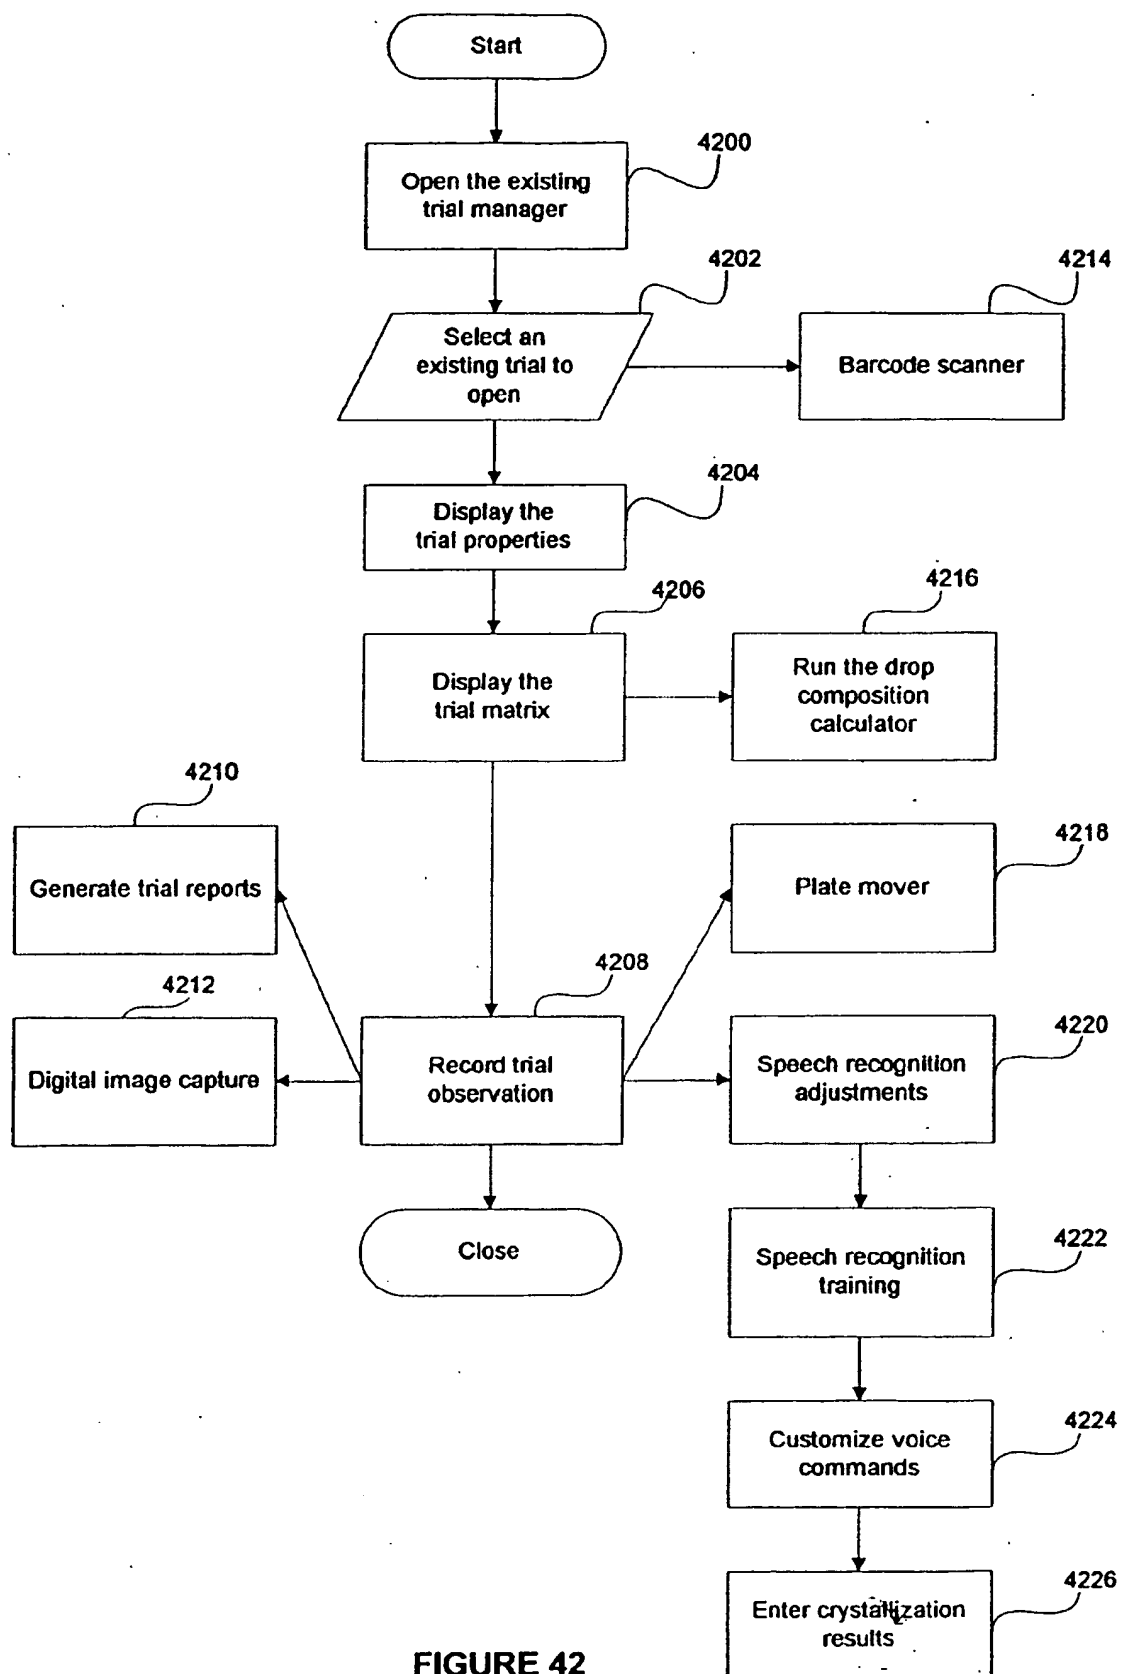 Start
4200
Open the existing
trial manager
4202
4214
Select an
existing trial to
open
Barcode scanner
4204
Display the
trial properties
4206
4216
Display the
trial matrix
Run the drop
composition
calculator
4210
4218
Generate trial reports
Plate mover
4208
4212
4220
Digital image capture
Record trial
observation
Speech recognition
adjustments
Close
4222
Speech recognition
training
4224
Customize voice
commands
4226
Enter crystallization
results
FIGURE 42